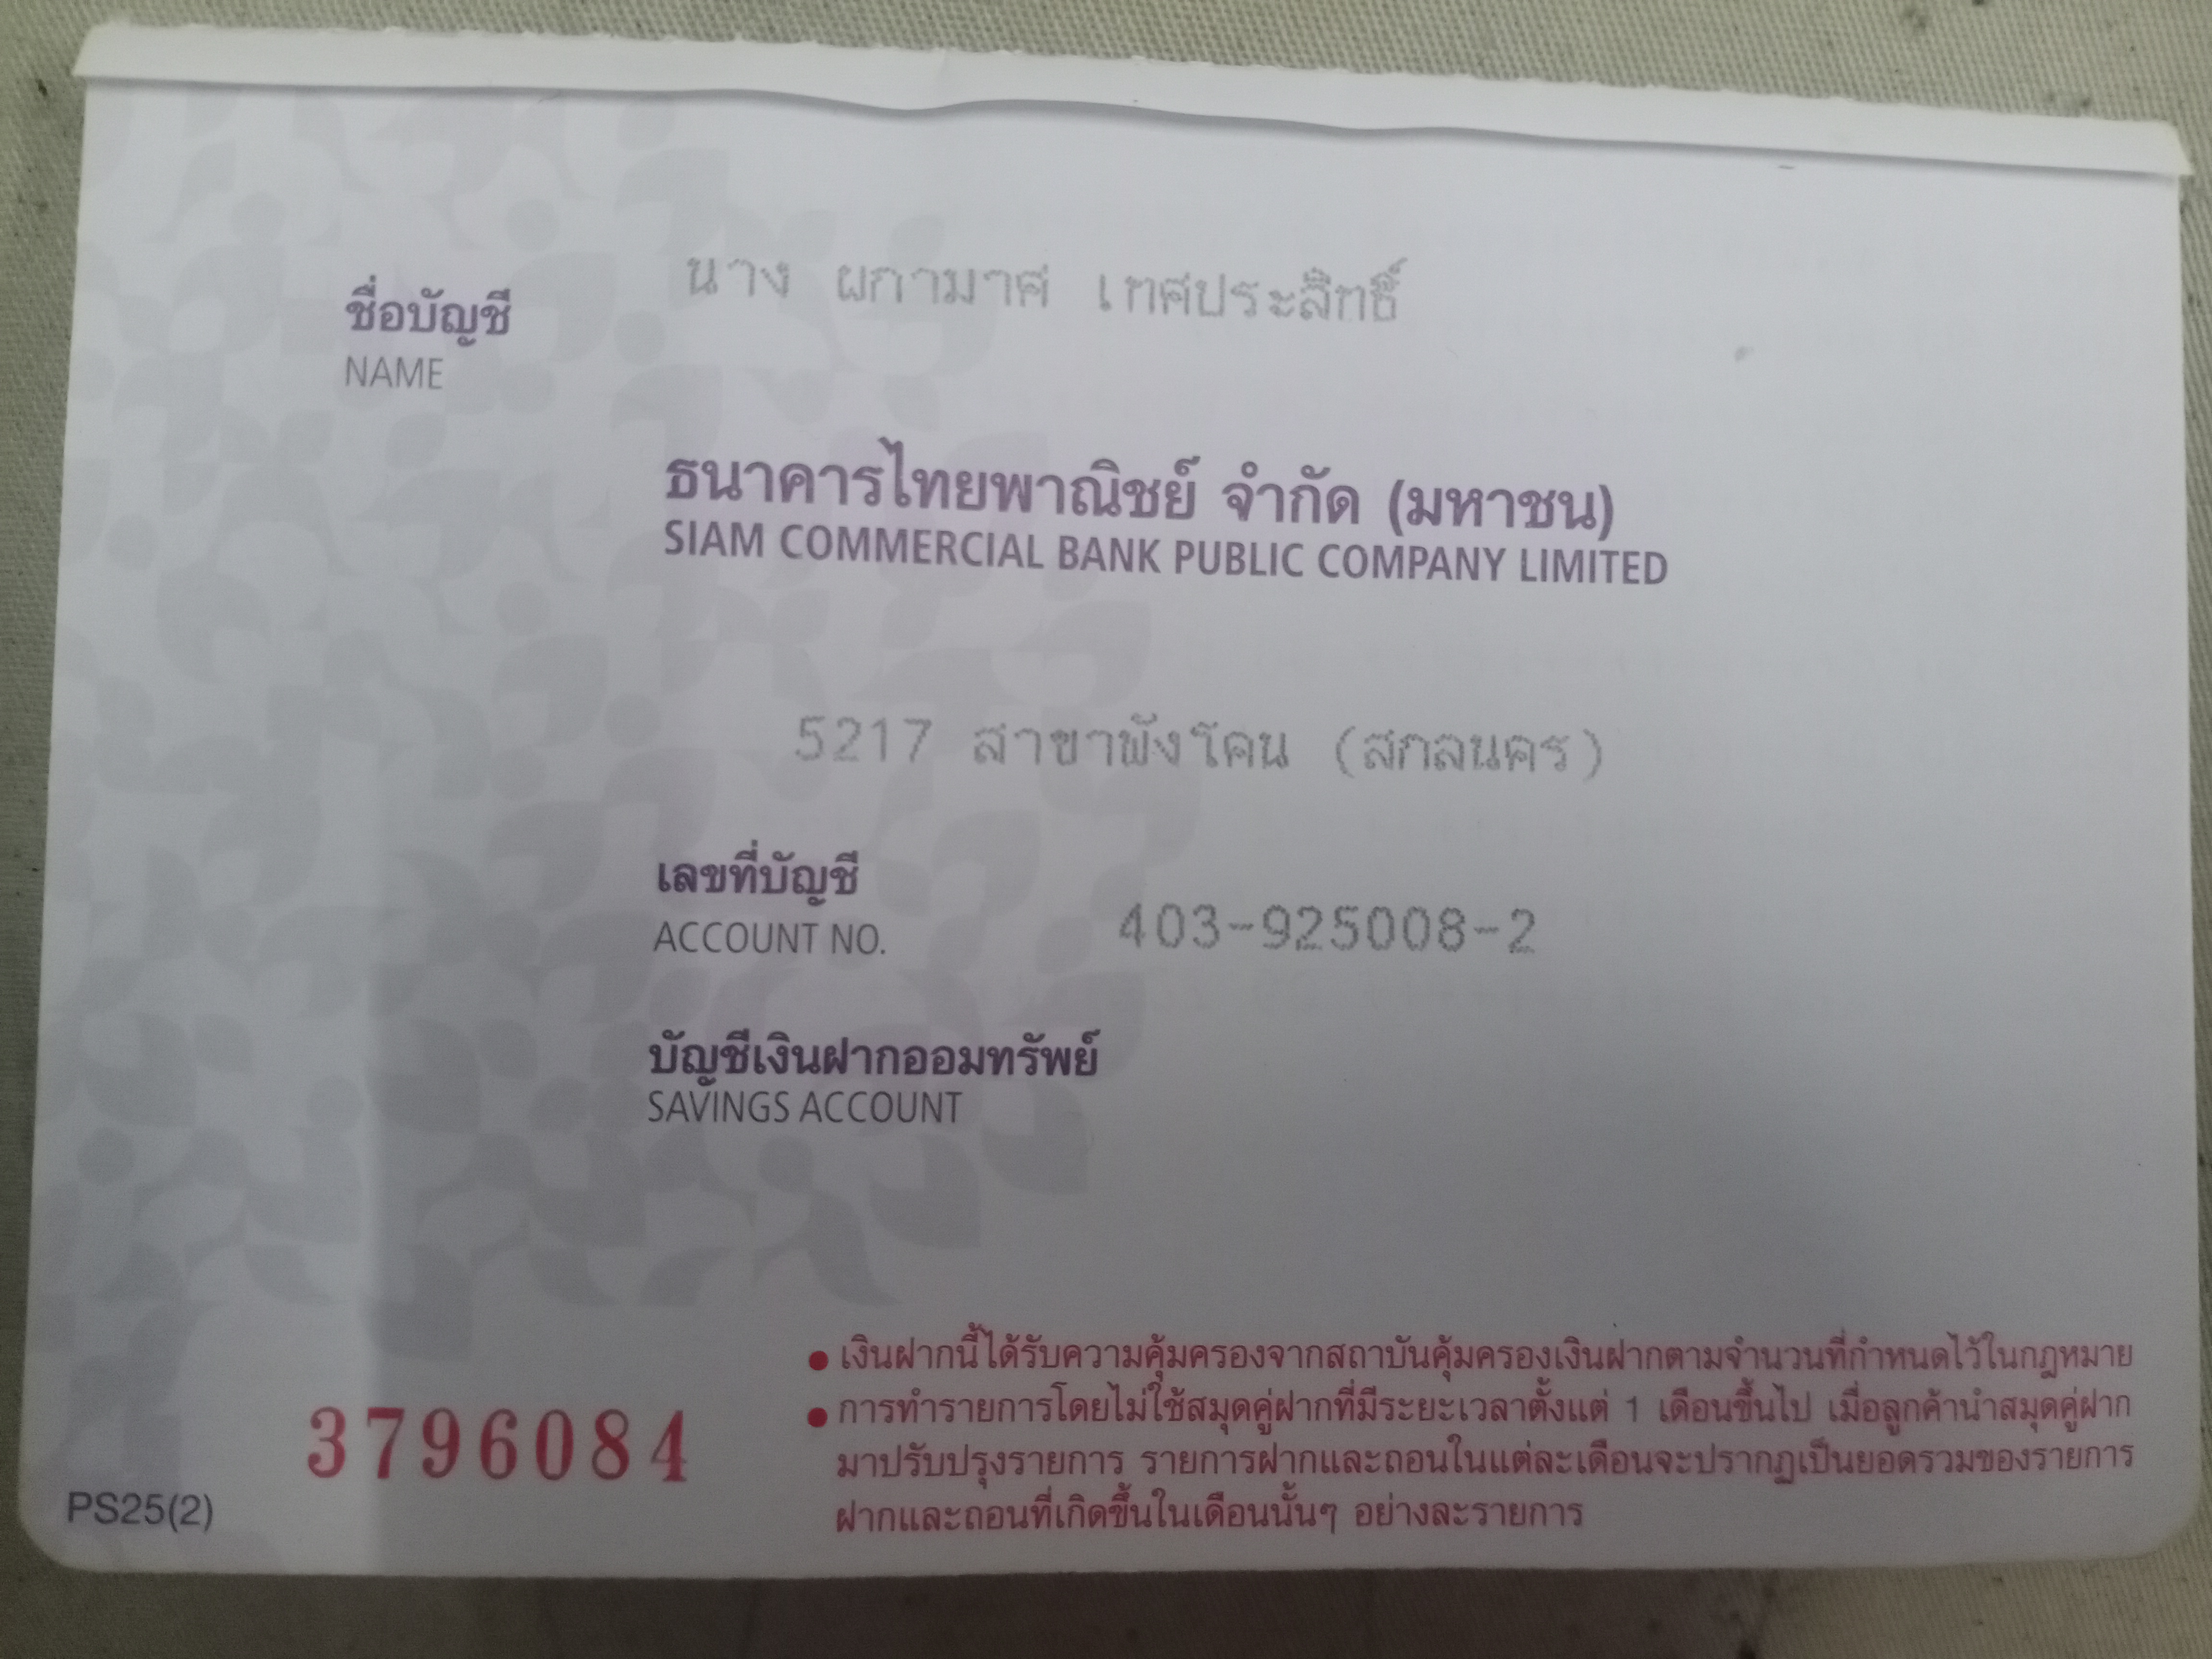 นาง ผกามาศ เทศประสิทธิ์
ชื่อบัญชี
NAME
ธนาคารไทยพาณิชย์ จำกัด (มหาชน)
SIAM COMMERCIAL BANK PUBLIC COMPANY LIMITED
5217 สาขาพังโคน (สกลนคร)
เลขที่บัญชี
ACCOUNT NO. 403-925008-2
บัญชีเงินฝากออมทรัพย์
SAVINGS ACCOUNT
● เงินฝากนี้ได้รับความคุ้มครองจากสถาบันคุ้มครองเงินฝากตามจำนวนที่กำหนดไว้ในกฎหมาย
● การทำรายการโดยไม่ใช้สมุดคู่ฝากที่มีระยะเวลาตั้งแต่ 1 เดือนขึ้นไป เมื่อลูกค้านำสมุดคู่ฝาก
มาปรับปรุงรายการ รายการฝากและถอนในแต่ละเดือนจะปรากฏเป็นยอดรวมของรายการ
ฝากและถอนที่เกิดขึ้นในเดือนนั้นๆ อย่างละรายการ
3796084
PS25(2)